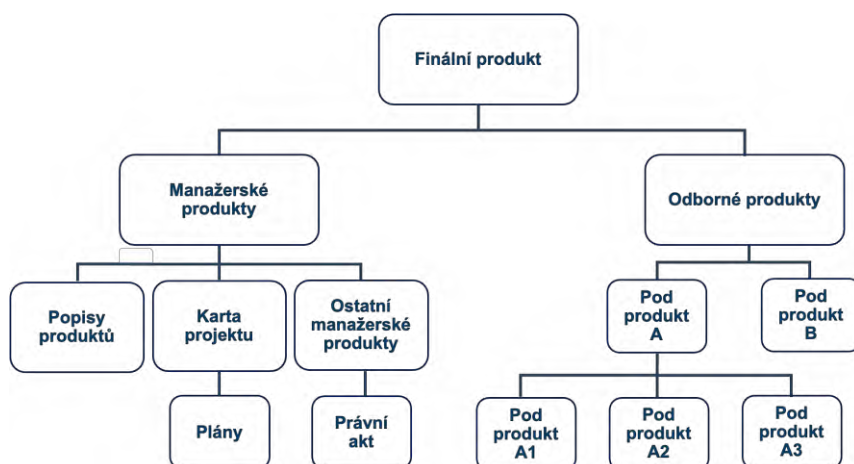 Finální produkt
Manažerské
produkty
Odborné produkty
Popisy
produktů
Karta
projektu
Ostatní
manažerské
produkty
Pod
produkt
A
Pod
produkt
B
Plány
Právní
akt
Pod
produkt
A1
Pod
produkt
A2
Pod
produkt
A3